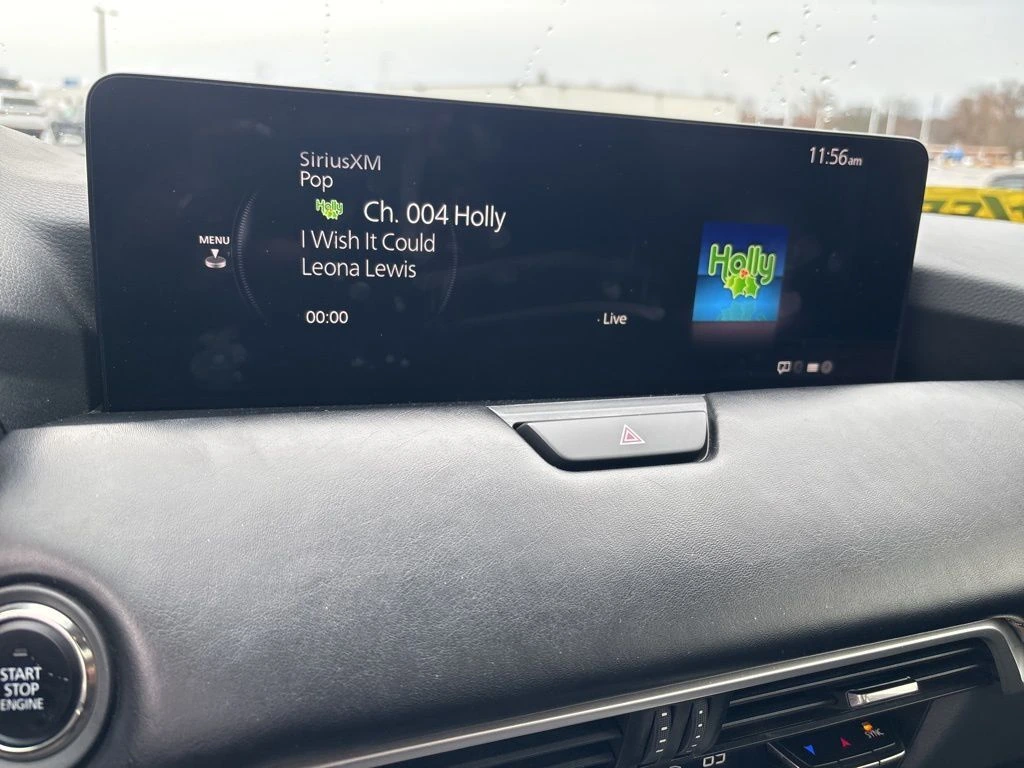 SiriusXM
Pop
11:56am
Holly
Ch. 004 Holly
I Wish It Could
Leona Lewis
MENU
Holly
00:00
Live
START
STOP
ENGINE
SYNC